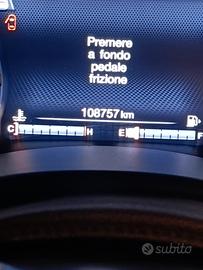 Premere
a fondo
pedale
frizione
108757 km
C H E F
subito